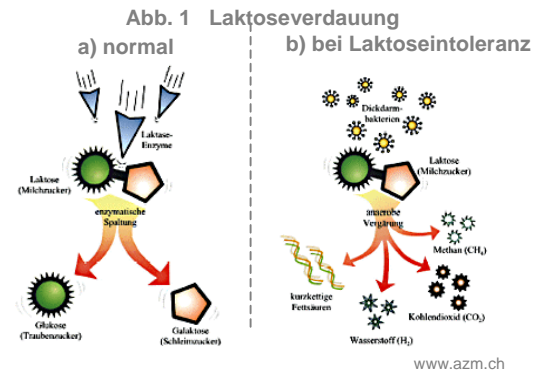 Abb. 1 Laktoseverdauung
a) normal
b) bei Laktoseintoleranz
Laktase-
Enzyme
Laktose
(Milchzucker)
enzymatische
Spaltung
Glukose
(Traubenzucker)
Galaktose
(Schleimzucker)
Dickdarm-
bakterien
Laktose
(Milchzucker)
anaerobe
Vergärung
Methan (CH₄)
kurzkettige
Fettsäuren
Kohlendioxid (CO₂)
Wasserstoff (H₂)
www.azm.ch